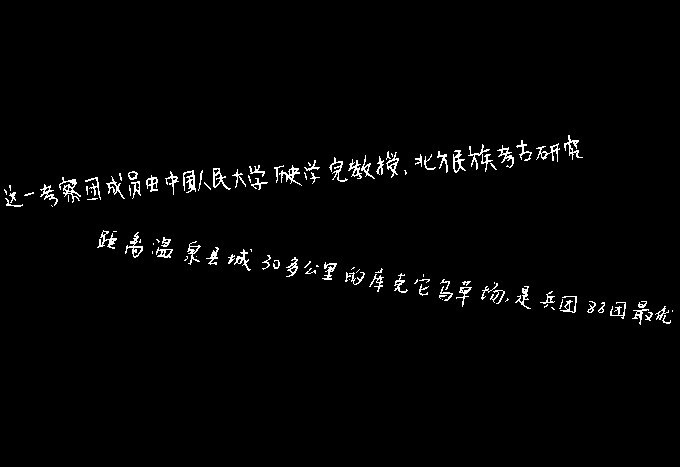 这一考察团成员由中国人民大学历史学院教授、北方民族考古研究
距离温泉县城30多公里的库克它乌草场,是兵团88团最优